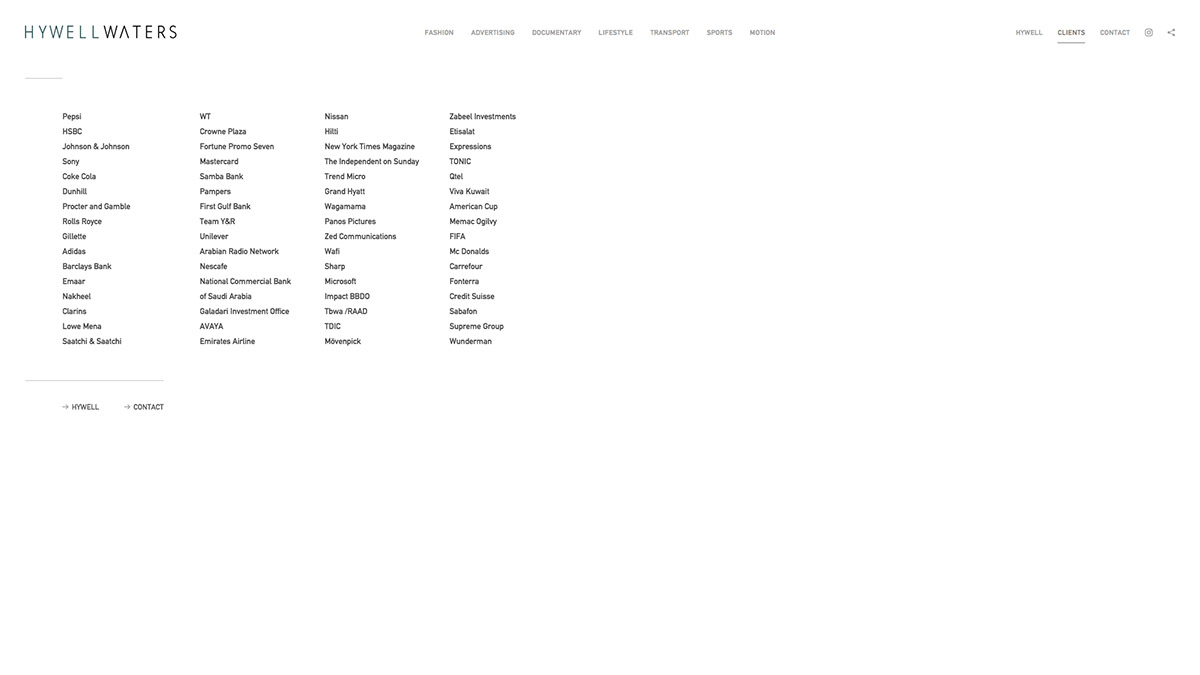 HYWELLWATERS
FASHION ADVERTISING DOCUMENTARY LIFESTYLE TRANSPORT SPORTS MOTION
HYWELL CLIENTS CONTACT
Pepsi
HSBC
Johnson & Johnson
Sony
Coke Cola
Dunhill
Procter and Gamble
Rolls Royce
Gillette
Adidas
Barclays Bank
Emaar
Nakheel
Clarins
Lowe Mena
Saatchi & Saatchi
WT
Crowne Plaza
Fortune Promo Seven
Mastercard
Samba Bank
Pampers
First Gulf Bank
Team Y&R
Unilever
Arabian Radio Network
Nescafe
National Commercial Bank
of Saudi Arabia
Galadari Investment Office
AVAYA
Emirates Airline
Nissan
Hilti
New York Times Magazine
The Independent on Sunday
Trend Micro
Grand Hyatt
Wagamama
Panos Pictures
Zed Communications
Wafi
Sharp
Microsoft
Impact BBDO
Tbwa /RAAD
TDIC
Mövenpick
Zabeel Investments
Etisalat
Expressions
TONIC
Qtel
Viva Kuwait
American Cup
Memac Ogilvy
FIFA
Mc Donalds
Carrefour
Fonterra
Credit Suisse
Sabafon
Supreme Group
Wunderman
→ HYWELL → CONTACT